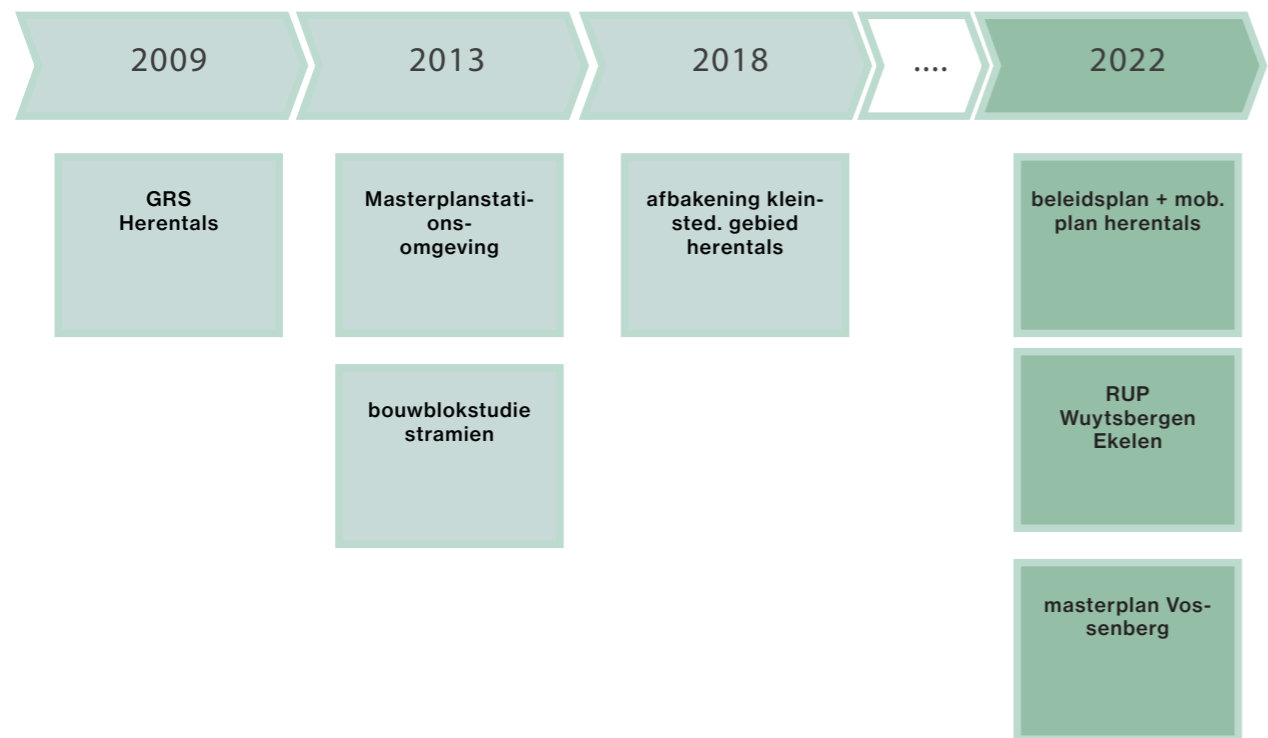 2009
2013
2018
....
2022
GRS
Herentals
Masterplanstati-
ons-
omgeving
afbakening klein-
sted. gebied
herentals
beleidsplan + mob.
plan herentals
bouwblokstudie
stramien
RUP
Wuytsbergen
Ekelen
masterplan Vos-
senberg